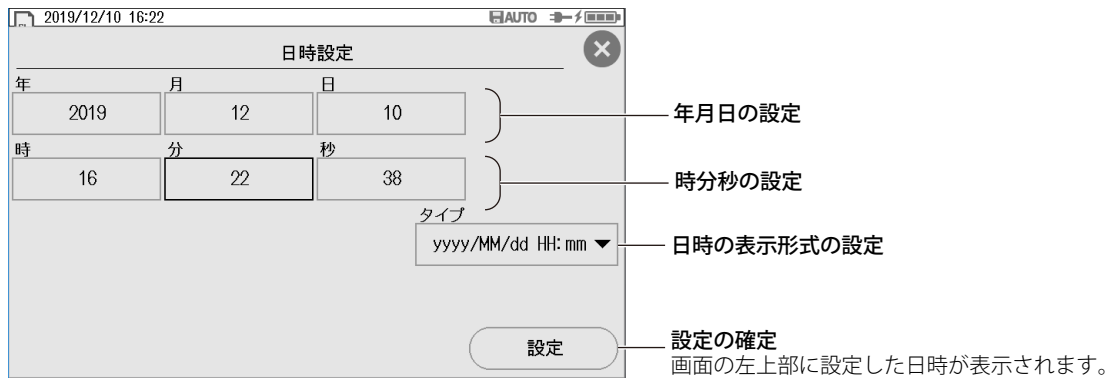 2019/12/10 16:22 AUTO
日時設定
年 月 日
2019 12 10
年月日の設定
時 分 秒
16 22 38
時分秒の設定
タイプ
yyyy/MM/dd HH:mm
日時の表示形式の設定
設定
設定の確定
画面の左上部に設定した日時が表示されます。